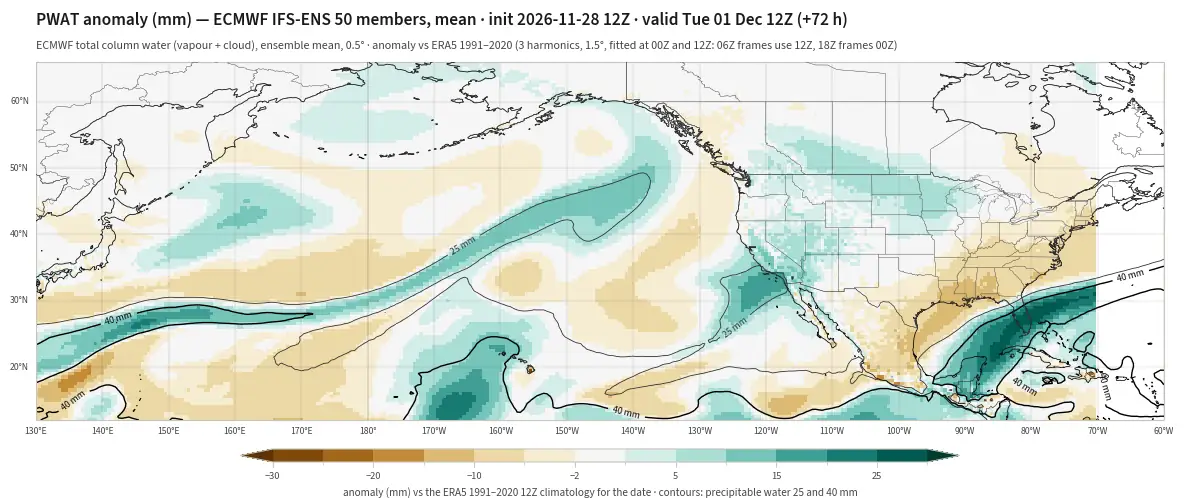 PWAT anomaly (mm) — ECMWF IFS-ENS 50 members, mean · init 2026-11-28 12Z · valid Tue 01 Dec 12Z (+72 h)
ECMWF total column water (vapour + cloud), ensemble mean, 0.5° · anomaly vs ERA5 1991–2020 (3 harmonics, 1.5°, fitted at 00Z and 12Z: 06Z frames use 12Z, 18Z frames 00Z)
60°N
50°N
40°N
25 mm
30°N
40 mm
40 mm
25 mm
20°N
40 mm
40 mm
40 mm
40 mm
130°E 140°E 150°E 160°E 170°E 180° 170°W 160°W 150°W 140°W 130°W 120°W 110°W 100°W 90°W 80°W 70°W 60°W
−30 −20 −10 −2 5 15 25
anomaly (mm) vs the ERA5 1991–2020 12Z climatology for the date · contours: precipitable water 25 and 40 mm